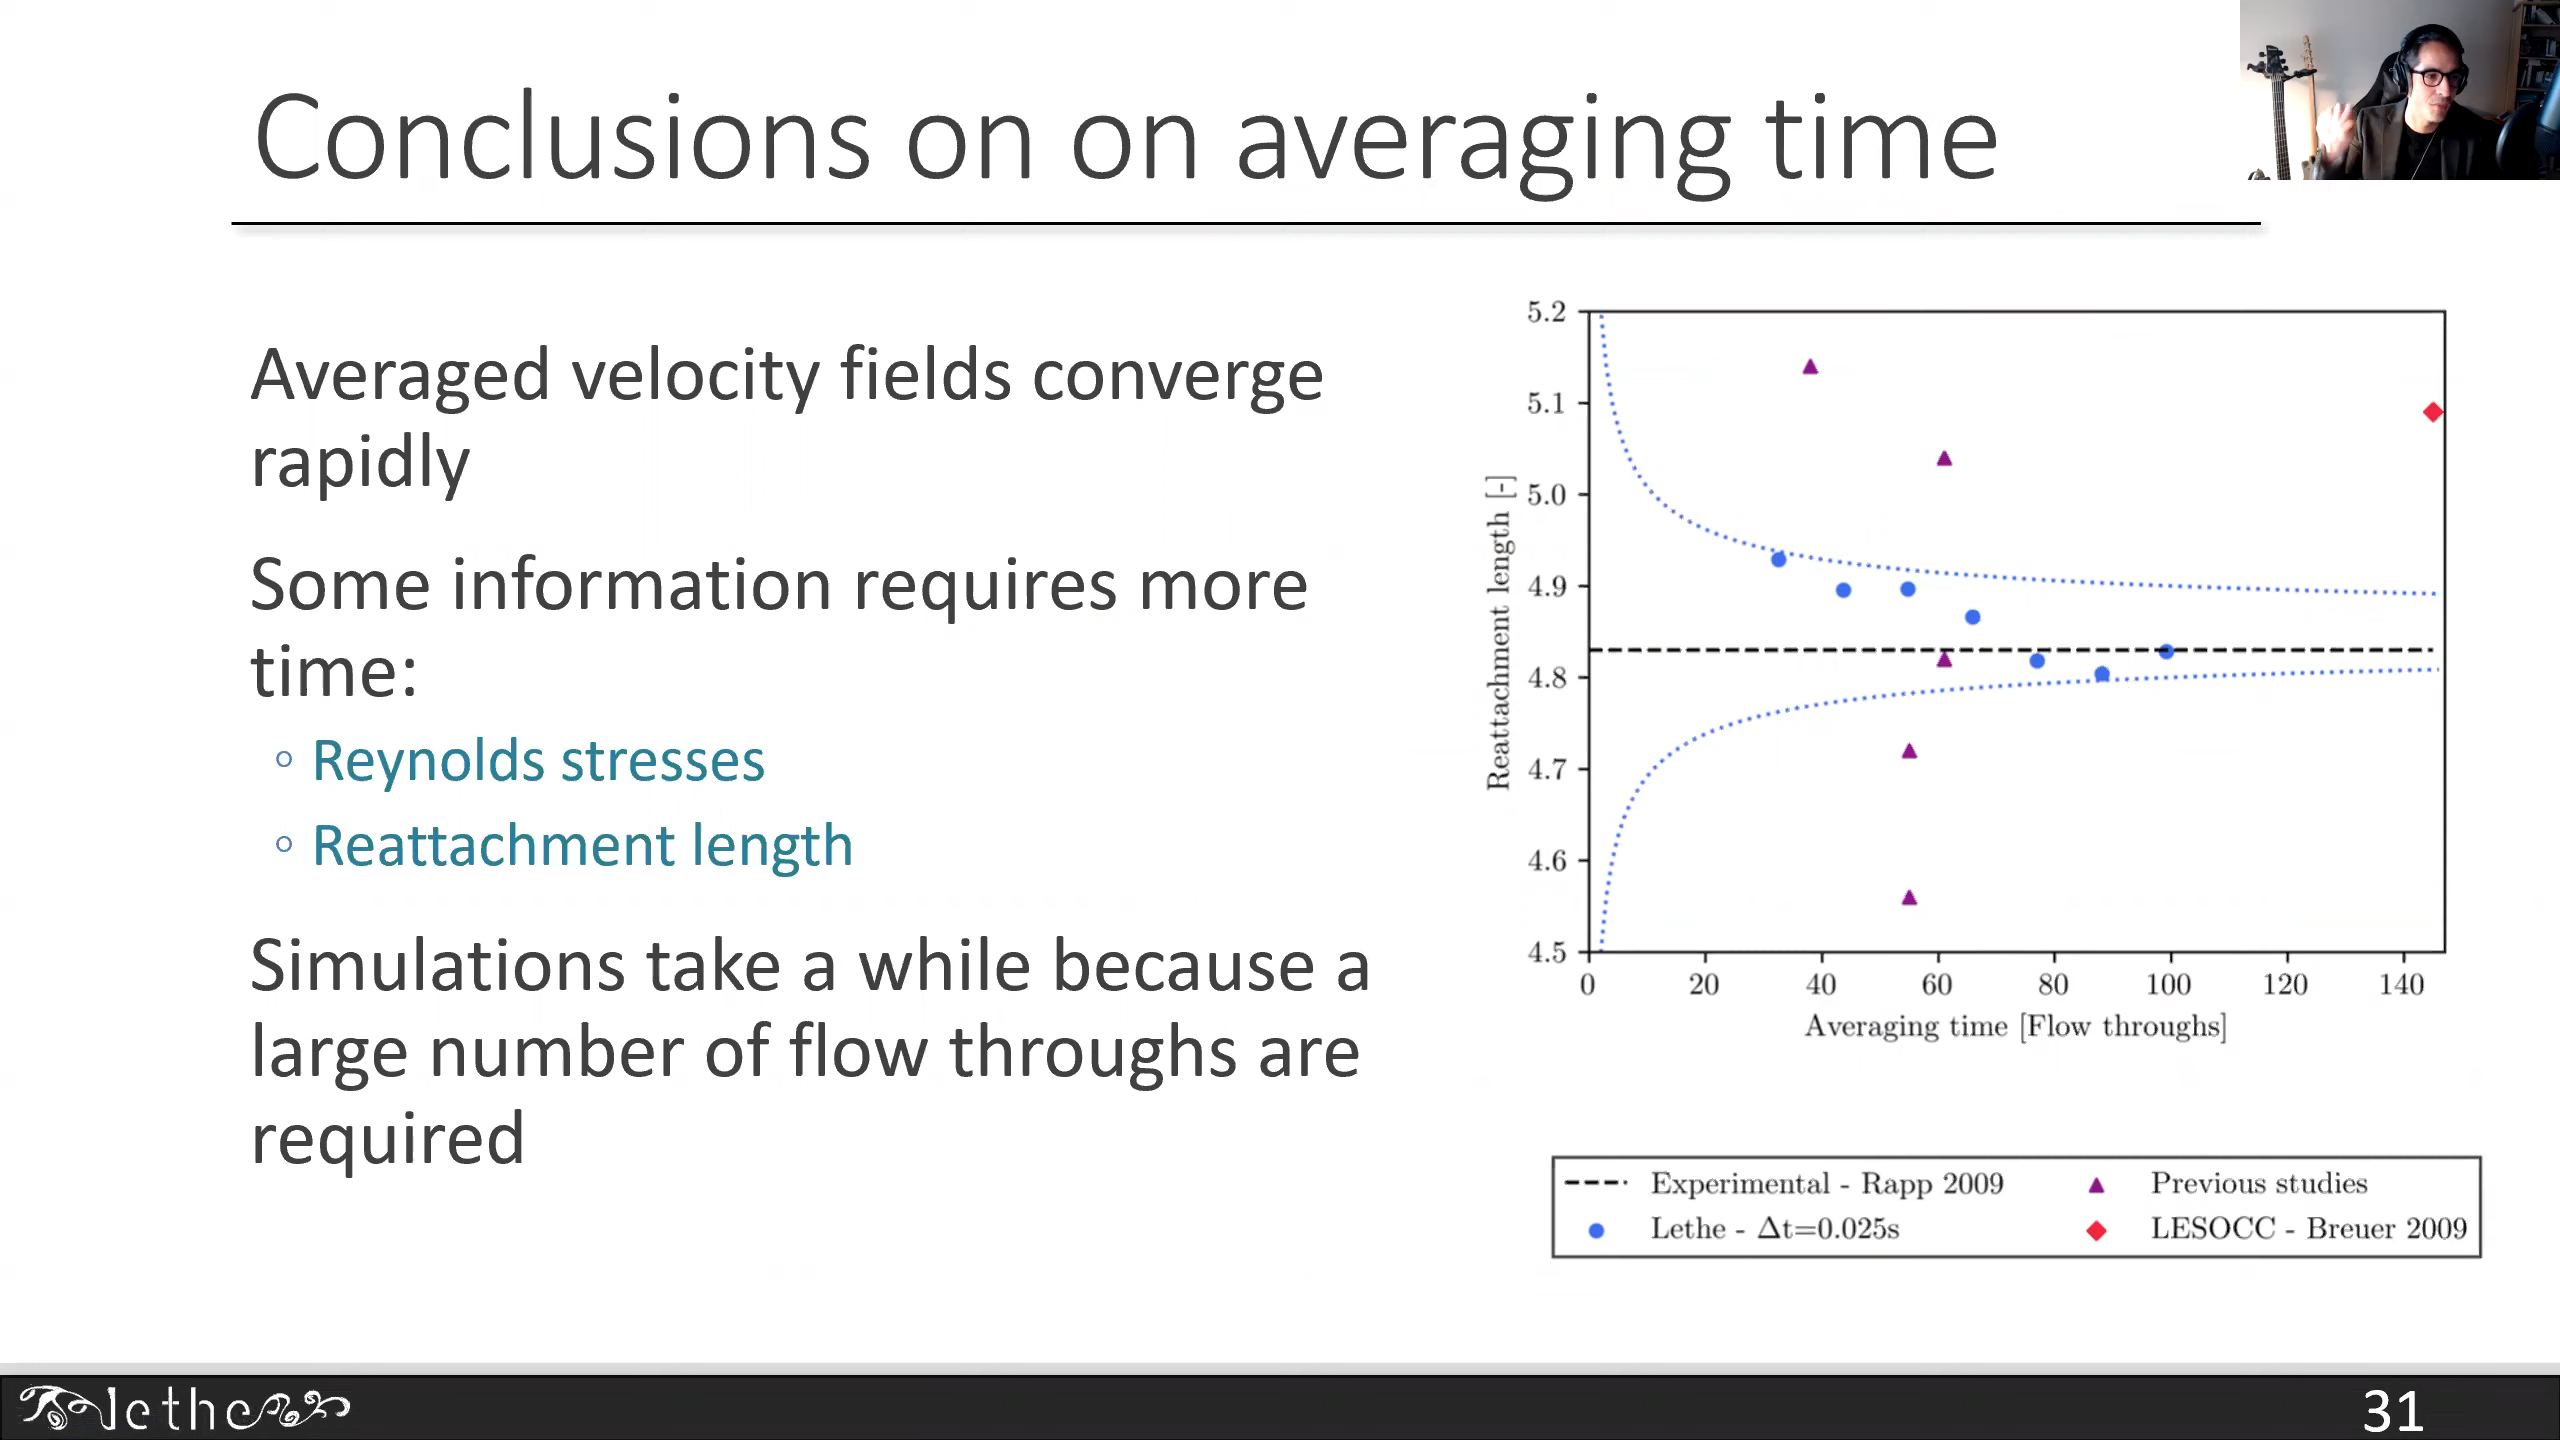 Conclusions on on averaging time
Averaged velocity fields converge
rapidly
Some information requires more
time:
◦ Reynolds stresses
◦ Reattachment length
Simulations take a while because a
large number of flow throughs are
required
5.2
5.1
5.0
4.9
4.8
4.7
4.6
4.5
Reattachment length [-]
0 20 40 60 80 100 120 140
Averaging time [Flow throughs]
Experimental - Rapp 2009
Previous studies
Lethe - Δt=0.025s
LESOCC - Breuer 2009
lethe
31